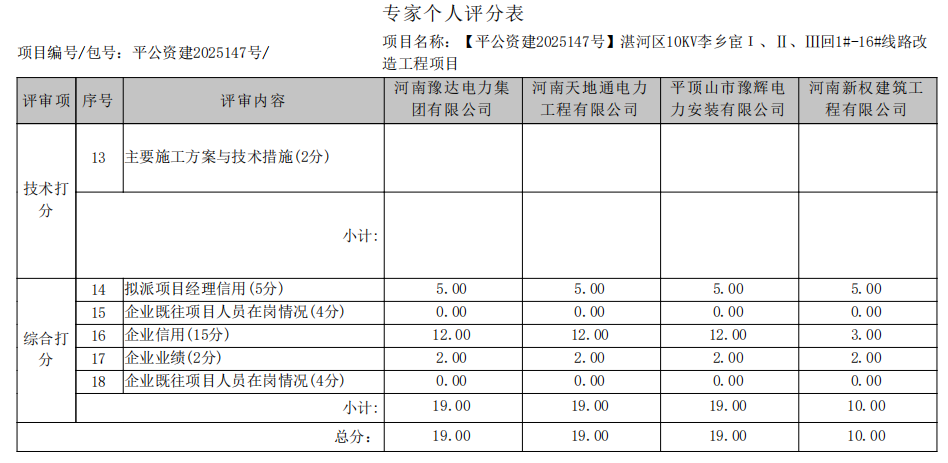 专家个人评分表
项目编号/包号：平公资建2025147号/
项目名称：【平公资建2025147号】湛河区10KV李乡宦Ⅰ、Ⅱ、Ⅲ回1#-16#线路改
造工程项目
评审项 序号 评审内容 河南豫达电力集团有限公司 河南天地通电力工程有限公司 平顶山市豫辉电力安装有限公司 河南新权建筑工程有限公司
技术打分
13 主要施工方案与技术措施(2分)
小计:
综合打分
14 拟派项目经理信用(5分) 5.00 5.00 5.00 5.00
15 企业既往项目人员在岗情况(4分) 0.00 0.00 0.00 0.00
16 企业信用(15分) 12.00 12.00 12.00 3.00
17 企业业绩(2分) 2.00 2.00 2.00 2.00
18 企业既往项目人员在岗情况(4分) 0.00 0.00 0.00 0.00
小计: 19.00 19.00 19.00 10.00
总分： 19.00 19.00 19.00 10.00